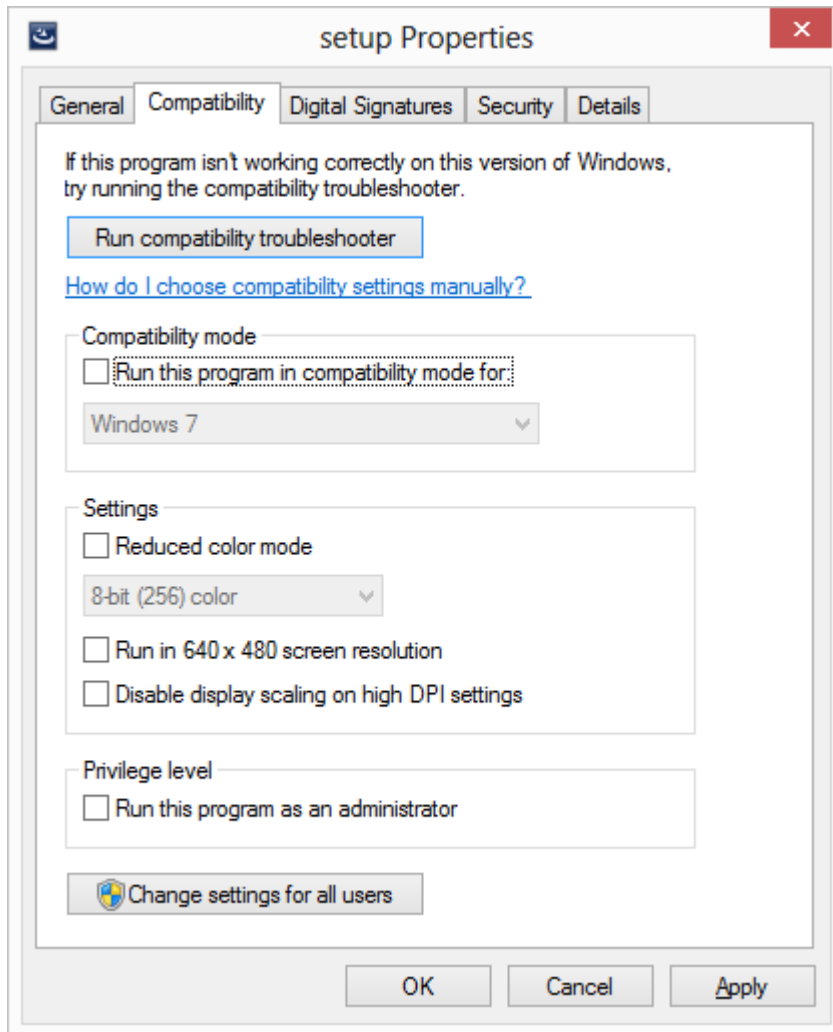 setup Properties
General Compatibility Digital Signatures Security Details
If this program isn't working correctly on this version of Windows,
try running the compatibility troubleshooter.
Run compatibility troubleshooter
How do I choose compatibility settings manually?
Compatibility mode
Run this program in compatibility mode for:
Windows 7
Settings
Reduced color mode
8-bit (256) color
Run in 640 x 480 screen resolution
Disable display scaling on high DPI settings
Privilege level
Run this program as an administrator
Change settings for all users
OK Cancel Apply